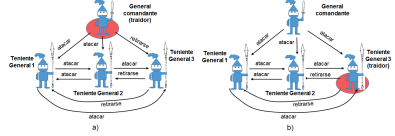 General
comandante
(traidor)
atacar
atacar
retirarse
Teniente
General 1
Teniente
General 3
atacar
atacar
atacar
retirarse
Teniente General 2
retirarse
atacar
a)
General
comandante
atacar
atacar
atacar
Teniente
General 1
Teniente
General 3
(traidor)
atacar
atacar
atacar
retirarse
Teniente General 2
retirarse
atacar
b)